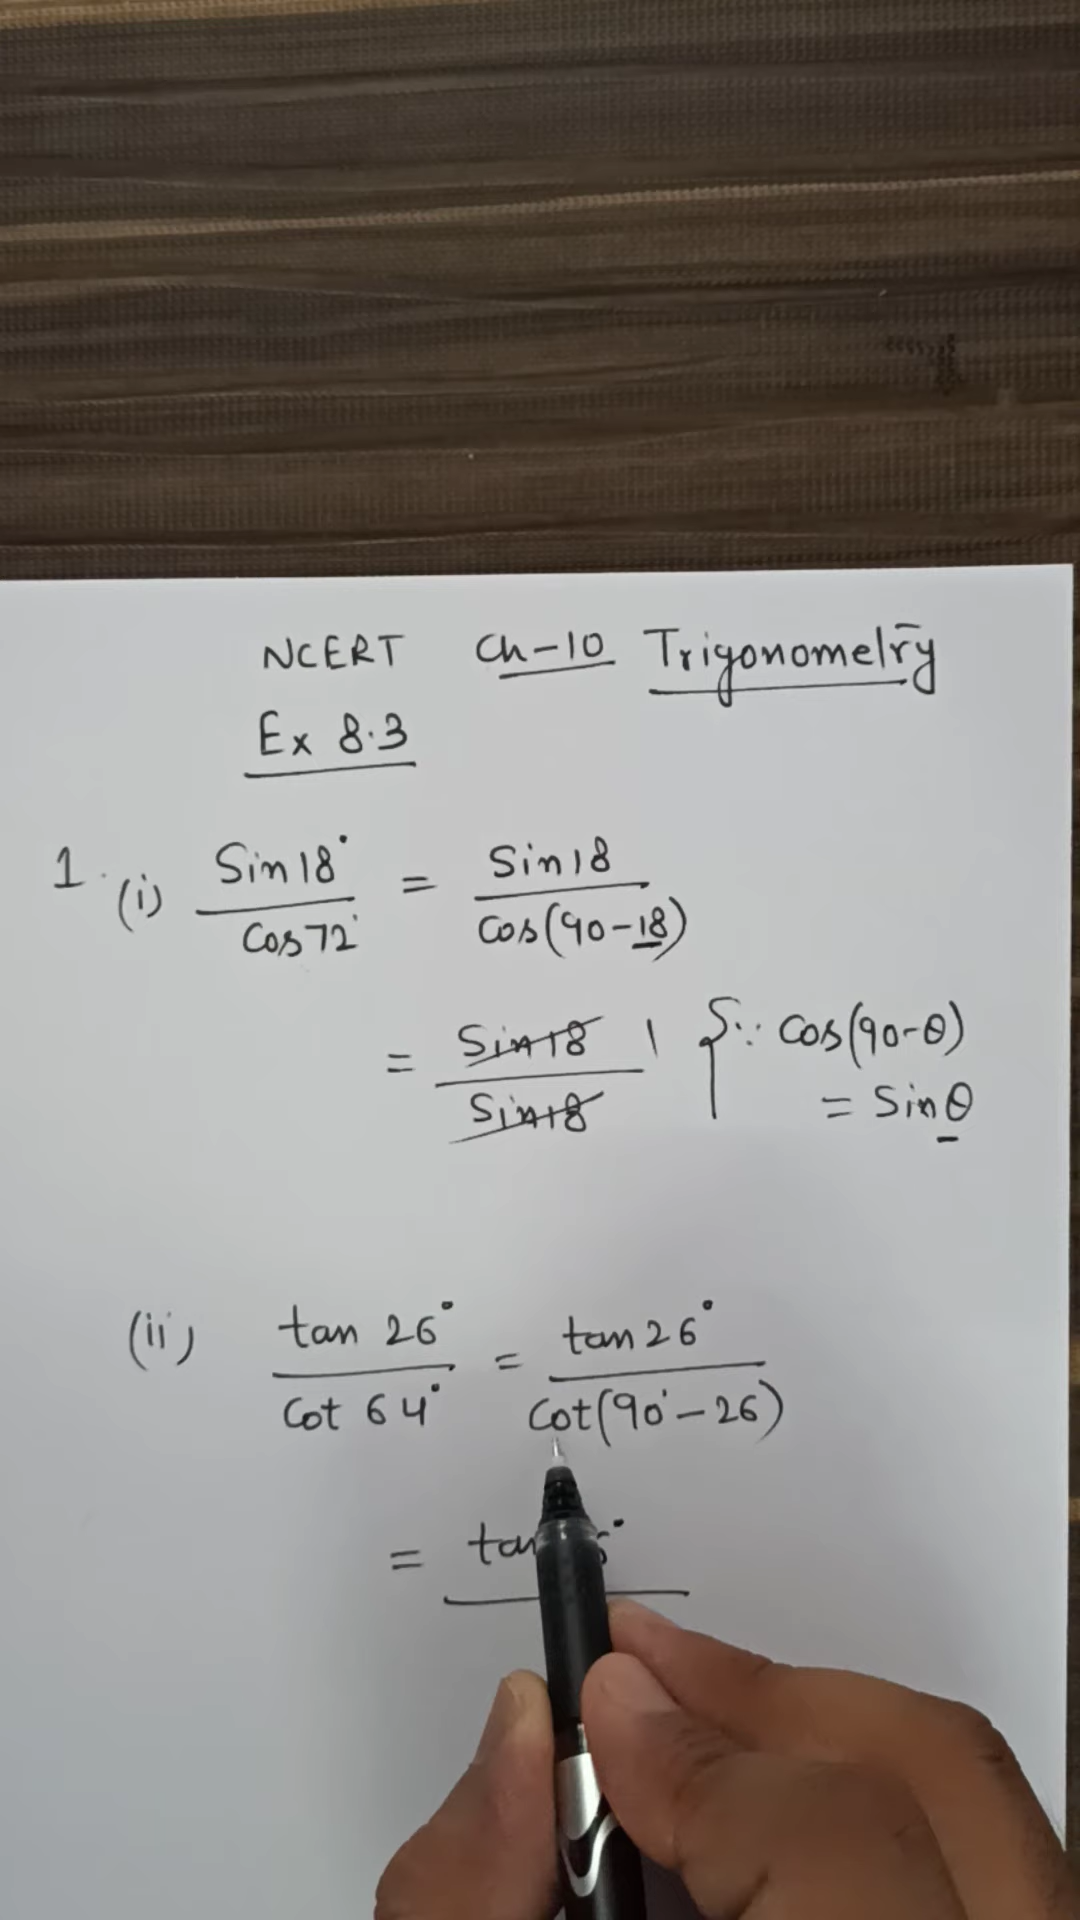 NCERT Ch-10 Trigonometry
Ex 8.3
1. (i) Sin 18° / Cos 72° = Sin 18 / Cos(90-18)
= Sin 18 / Sin 18 1 { ∵ Cos(90-θ)
= Sin θ
(ii) tan 26° / Cot 64° = tan 26° / Cot(90°-26)
=